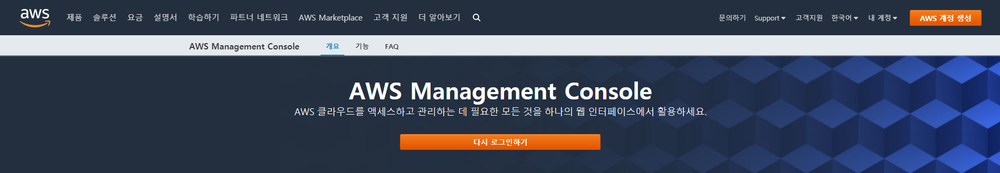 aws 제품 솔루션 요금 설명서 학습하기 파트너 네트워크 AWS Marketplace 고객 지원 더 알아보기 문의하기 Support 고객지원 한국어 내 계정 AWS 계정 생성
AWS Management Console 개요 기능 FAQ
AWS Management Console
AWS 클라우드를 액세스하고 관리하는 데 필요한 모든 것을 하나의 웹 인터페이스에서 활용하세요.
다시 로그인하기